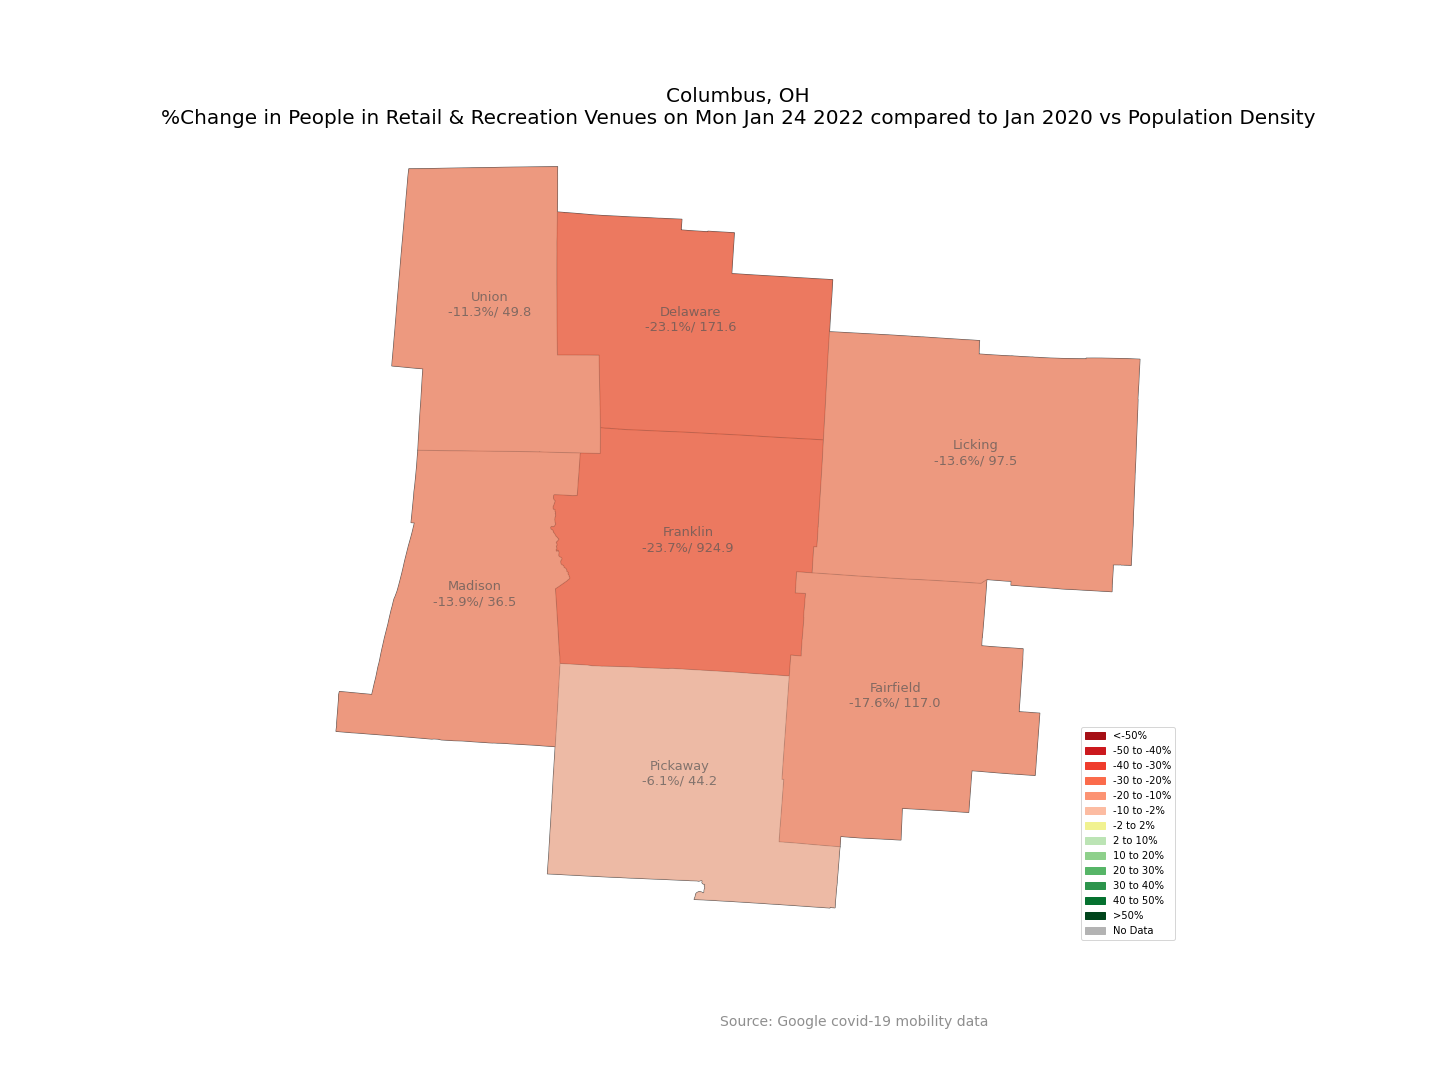 Columbus, OH
%Change in People in Retail & Recreation Venues on Mon Jan 24 2022 compared to Jan 2020 vs Population Density
Union
-11.3%/ 49.8
Delaware
-23.1%/ 171.6
Licking
-13.6%/ 97.5
Franklin
-23.7%/ 924.9
Madison
-13.9%/ 36.5
Fairfield
-17.6%/ 117.0
Pickaway
-6.1%/ 44.2
<-50%
-50 to -40%
-40 to -30%
-30 to -20%
-20 to -10%
-10 to -2%
-2 to 2%
2 to 10%
10 to 20%
20 to 30%
30 to 40%
40 to 50%
>50%
No Data
Source: Google covid-19 mobility data